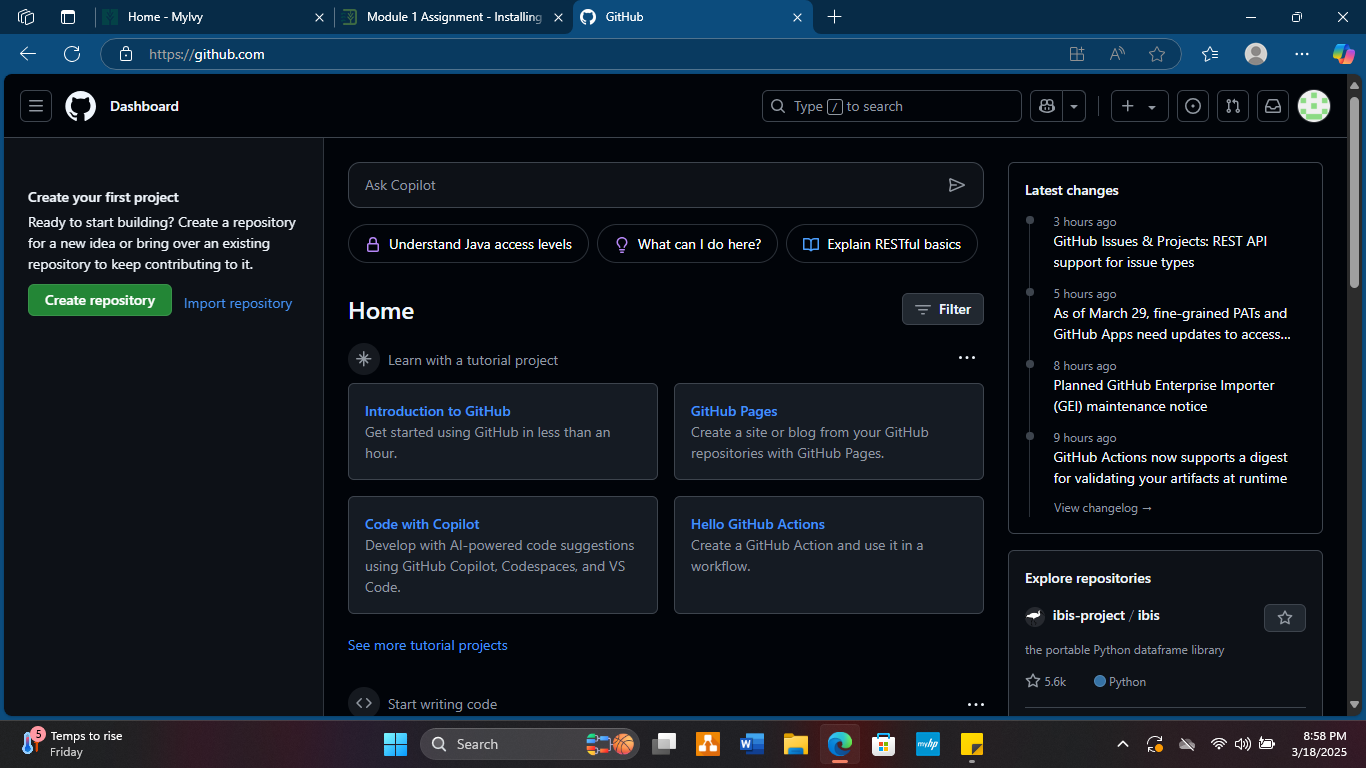 Home - MyIvy
Module 1 Assignment - Installing
GitHub
https://github.com
Dashboard
Type / to search
Create your first project
Ready to start building? Create a repository
for a new idea or bring over an existing
repository to keep contributing to it.
Create repository
Import repository
Ask Copilot
Understand Java access levels
What can I do here?
Explain RESTful basics
Home
Filter
Learn with a tutorial project
Introduction to GitHub
Get started using GitHub in less than an
hour.
GitHub Pages
Create a site or blog from your GitHub
repositories with GitHub Pages.
Code with Copilot
Develop with AI-powered code suggestions
using GitHub Copilot, Codespaces, and VS
Code.
Hello GitHub Actions
Create a GitHub Action and use it in a
workflow.
See more tutorial projects
Start writing code
Latest changes
3 hours ago
GitHub Issues & Projects: REST API
support for issue types
5 hours ago
As of March 29, fine-grained PATs and
GitHub Apps need updates to access...
8 hours ago
Planned GitHub Enterprise Importer
(GEI) maintenance notice
9 hours ago
GitHub Actions now supports a digest
for validating your artifacts at runtime
View changelog →
Explore repositories
ibis-project / ibis
the portable Python dataframe library
5.6k
Python
5
Temps to rise
Friday
Search
W
myhp
8:58 PM
3/18/2025